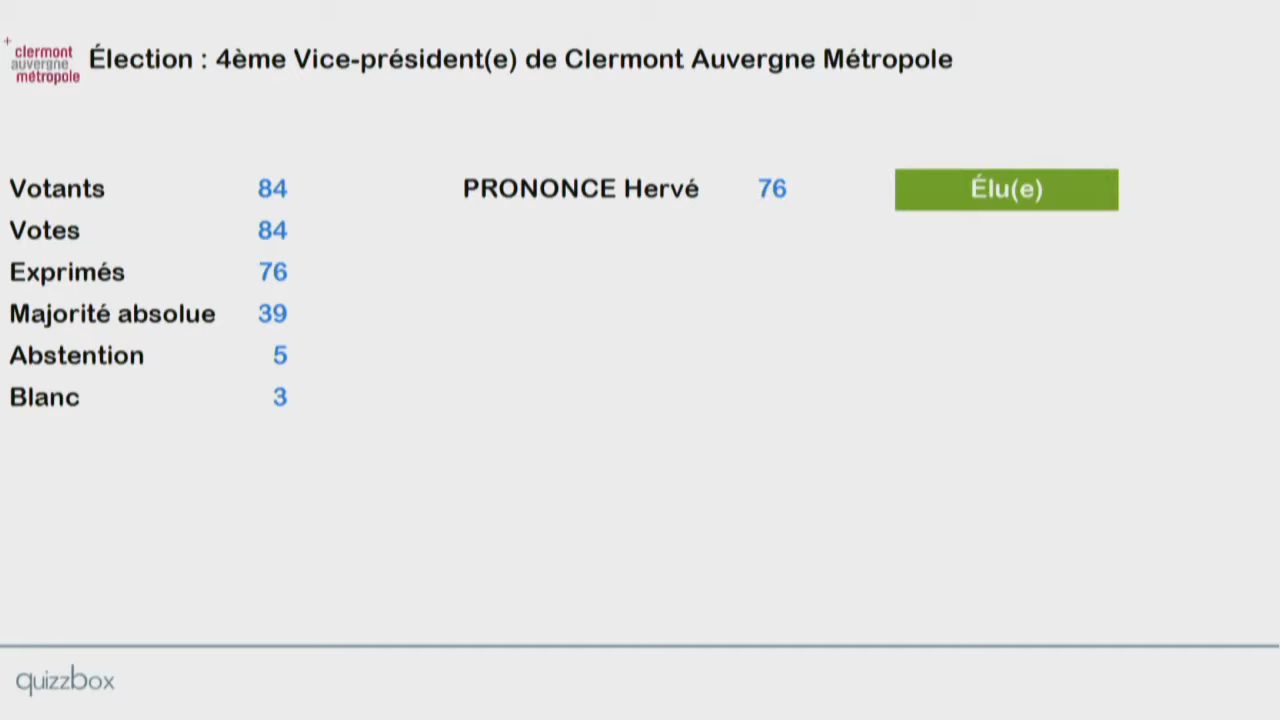 clermont
auvergne
métropole
Élection : 4ème Vice-président(e) de Clermont Auvergne Métropole
Votants 84 PRONONCE Hervé 76 Élu(e)
Votes 84
Exprimés 76
Majorité absolue 39
Abstention 5
Blanc 3
quizzbox